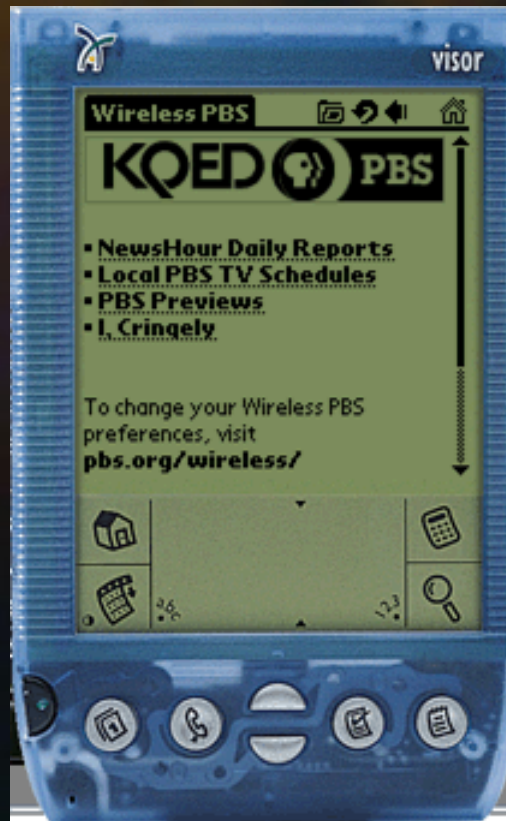 visor
Wireless PBS
KQED PBS
NewsHour Daily Reports
Local PBS TV Schedules
PBS Previews
I, Cringely
To change your Wireless PBS
preferences, visit
pbs.org/wireless/
abc
123